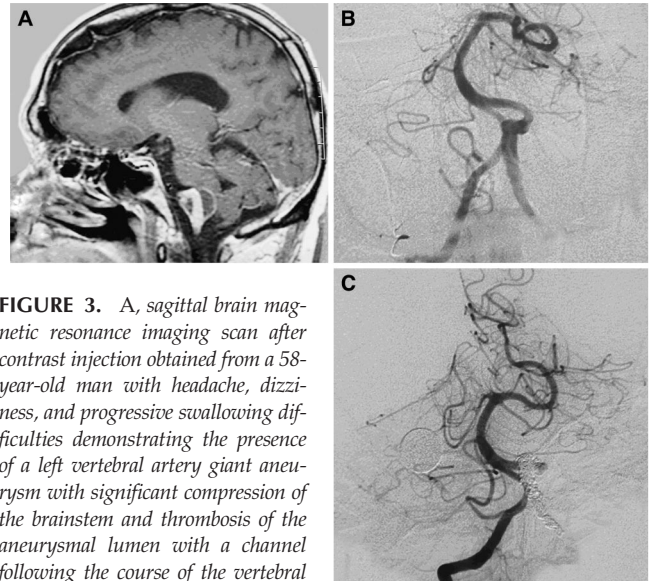 A
B
C
FIGURE 3. A, sagittal brain mag-
netic resonance imaging scan after
contrast injection obtained from a 58-
year-old man with headache, dizzi-
ness, and progressive swallowing dif-
ficulties demonstrating the presence
of a left vertebral artery giant aneu-
rysm with significant compression of
the brainstem and thrombosis of the
aneurysmal lumen with a channel
following the course of the vertebral